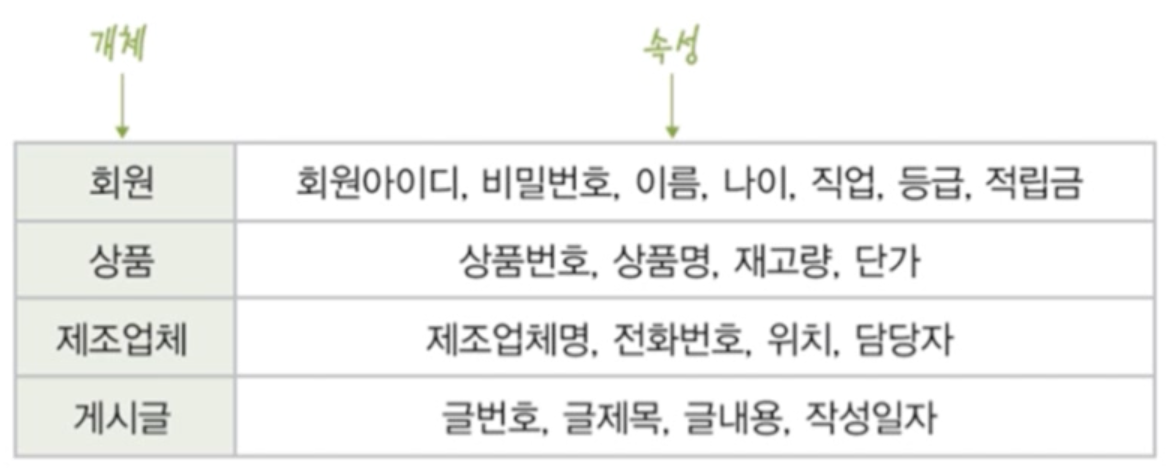 개체 속성
회원 회원아이디, 비밀번호, 이름, 나이, 직업, 등급, 적립금
상품 상품번호, 상품명, 재고량, 단가
제조업체 제조업체명, 전화번호, 위치, 담당자
게시글 글번호, 글제목, 글내용, 작성일자